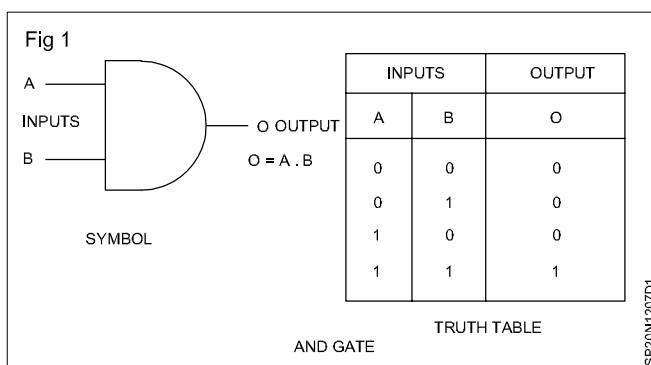 Fig 1
A
INPUTS
B
O OUTPUT
O = A . B
SYMBOL
INPUTS OUTPUT
A B O
0 0 0
0 1 0
1 0 0
1 1 1
TRUTH TABLE
AND GATE
SP20M1207D1